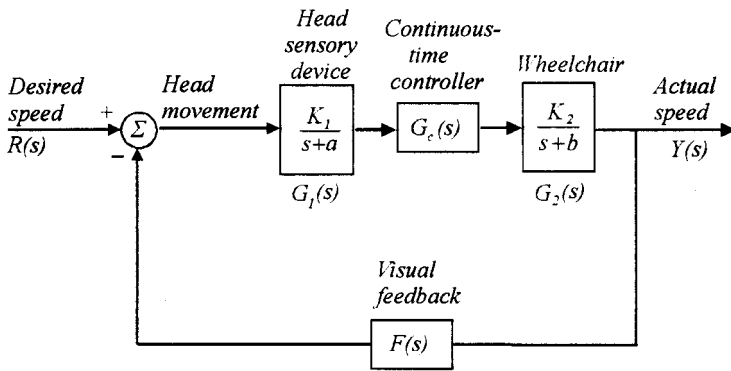 Head
sensory
device
Continuous-
time
controller
Wheelchair
Desired
speed
R(s)
+
−
Σ
Head
movement
K₁
s+a
G₁(s)
G_c(s)
K₂
s+b
G₂(s)
Actual
speed
Y(s)
Visual
feedback
F(s)